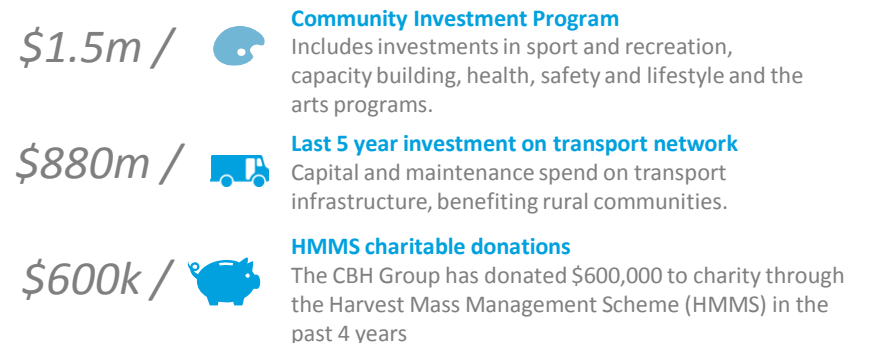 $1.5m /
Community Investment Program
Includes investments in sport and recreation,
capacity building, health, safety and lifestyle and the
arts programs.
$880m /
Last 5 year investment on transport network
Capital and maintenance spend on transport
infrastructure, benefiting rural communities.
$600k /
HMMS charitable donations
The CBH Group has donated $600,000 to charity through
the Harvest Mass Management Scheme (HMMS) in the
past 4 years